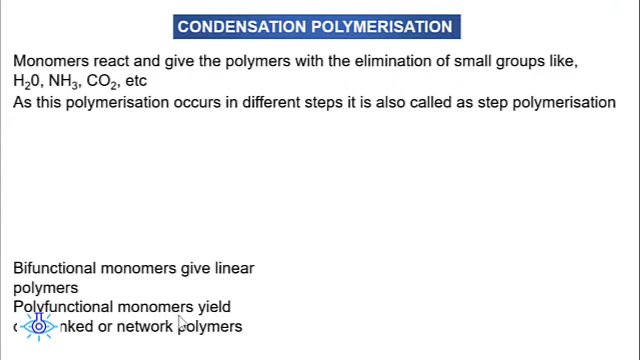 CONDENSATION POLYMERISATION
Monomers react and give the polymers with the elimination of small groups like,
H₂0, NH₃, CO₂, etc
As this polymerisation occurs in different steps it is also called as step polymerisation
Bifunctional monomers give linear
polymers
Polyfunctional monomers yield
or network polymers